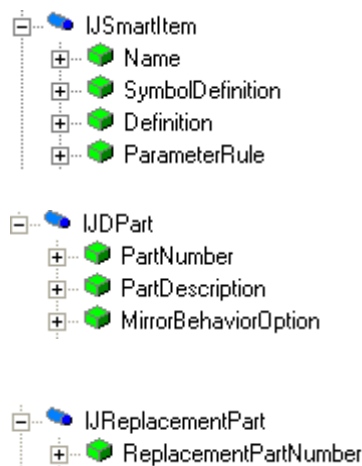 IJSmartItem
Name
SymbolDefinition
Definition
ParameterRule
IJDPart
PartNumber
PartDescription
MirrorBehaviorOption
IJReplacementPart
ReplacementPartNumber